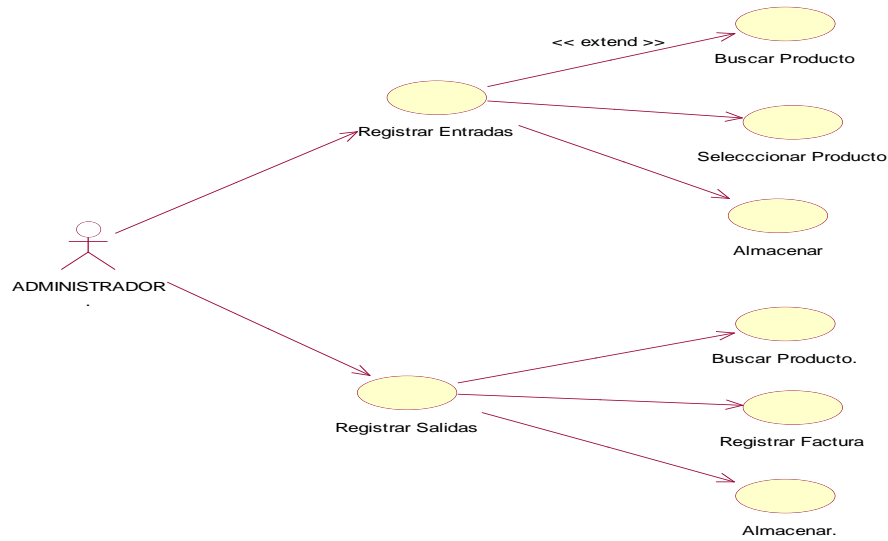 << extend >>
Buscar Producto
Registrar Entradas
Selecccionar Producto
Almacenar
ADMINISTRADOR
.
Buscar Producto.
Registrar Salidas
Registrar Factura
Almacenar.